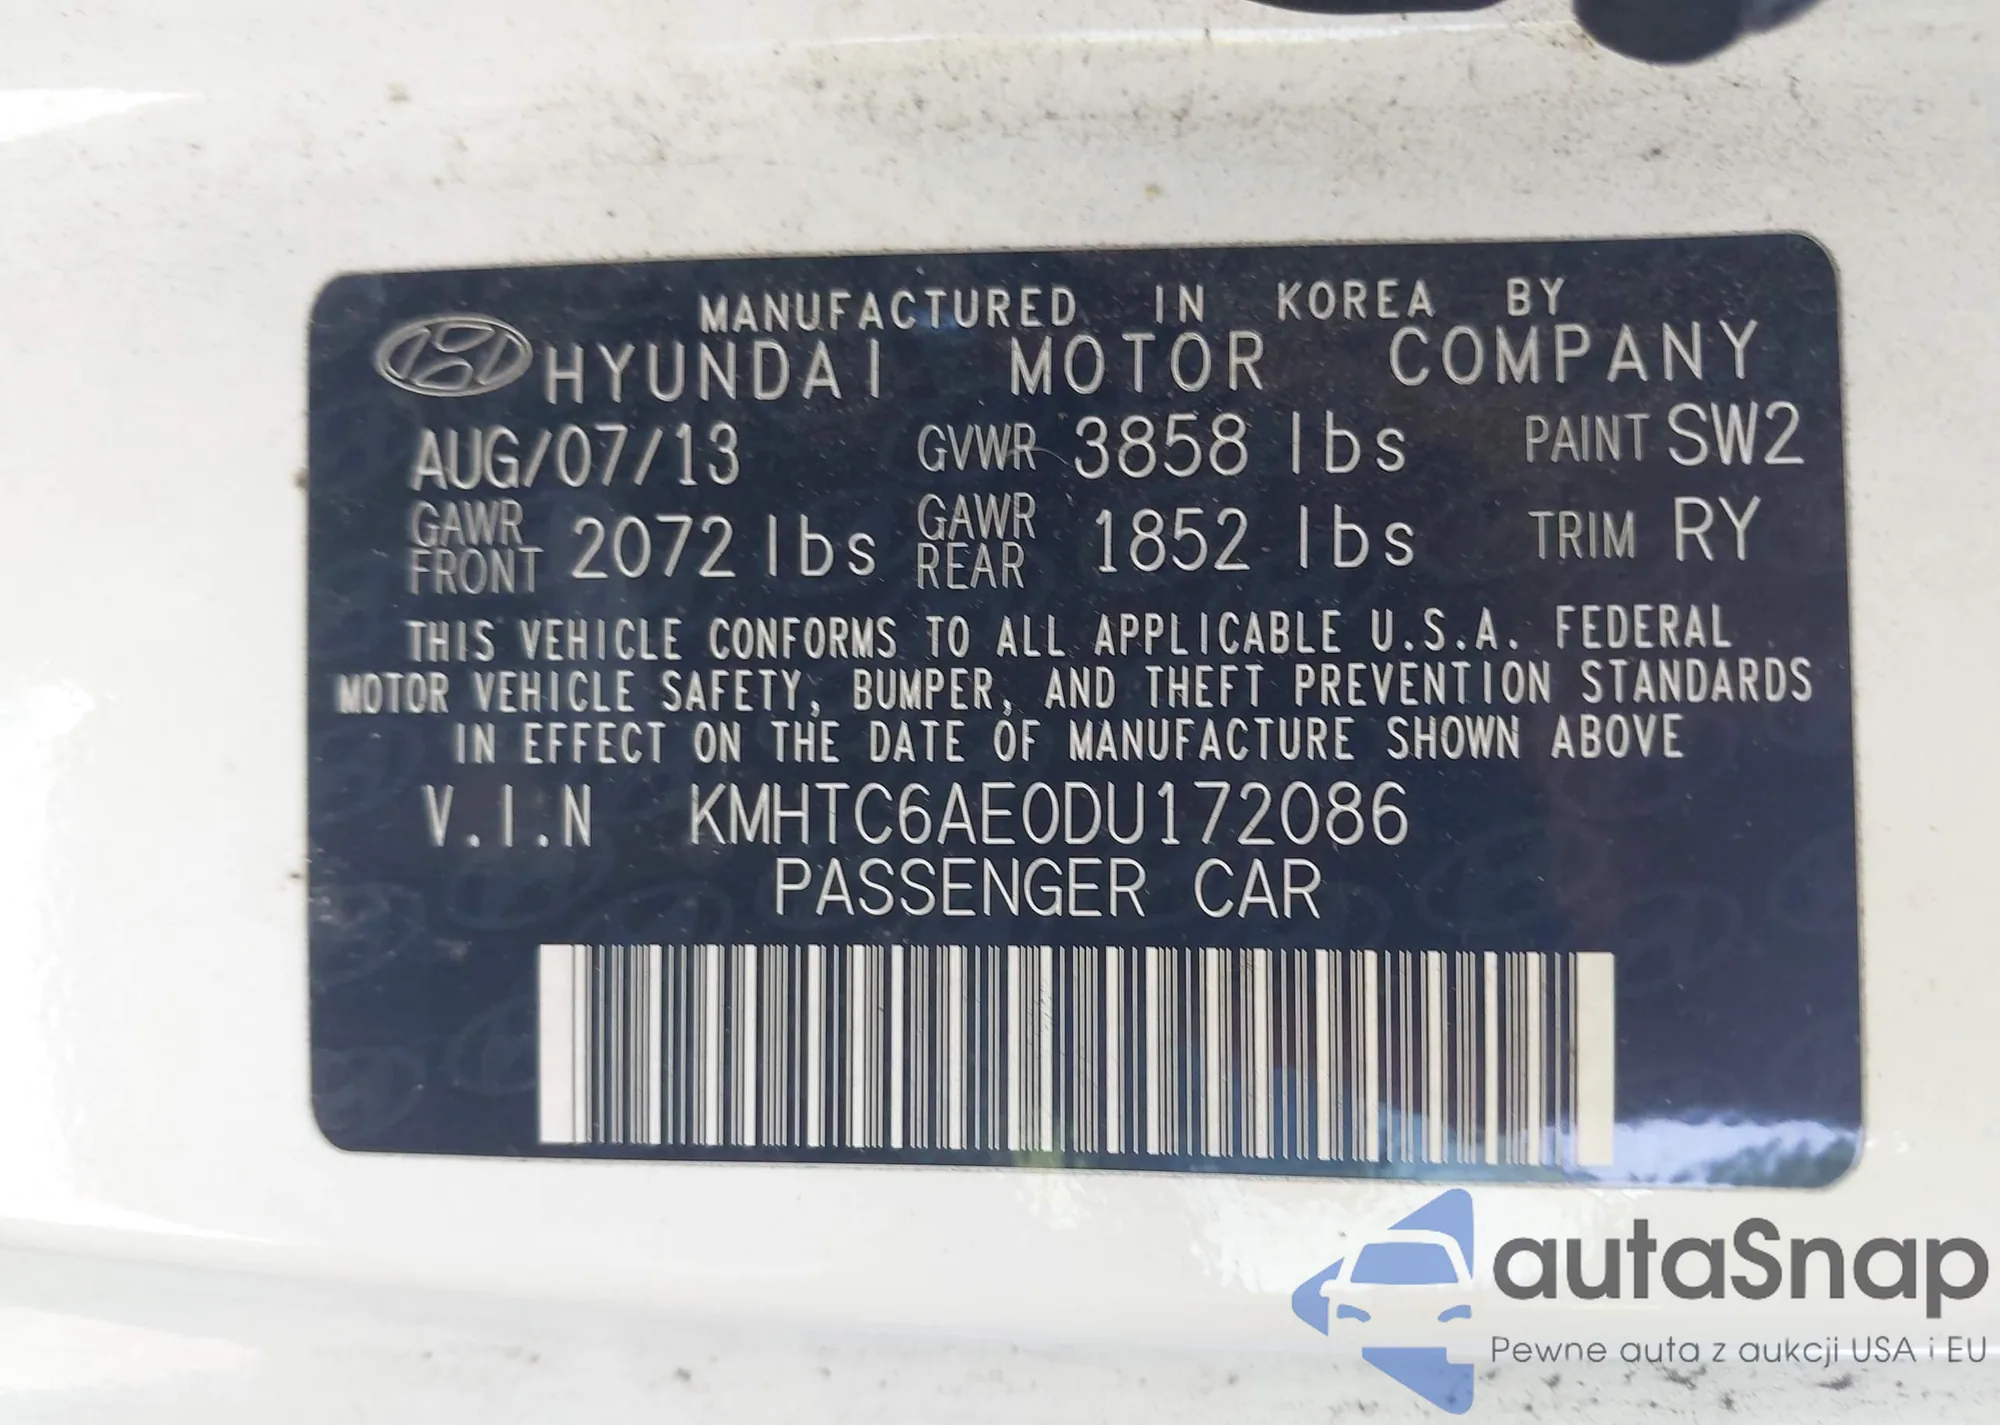 MANUFACTURED IN KOREA BY
HYUNDAI MOTOR COMPANY
AUG/07/13 GVWR 3858 lbs PAINT SW2
GAWR FRONT 2072 lbs GAWR REAR 1852 lbs TRIM RY
THIS VEHICLE CONFORMS TO ALL APPLICABLE U.S.A. FEDERAL
MOTOR VEHICLE SAFETY, BUMPER, AND THEFT PREVENTION STANDARDS
IN EFFECT ON THE DATE OF MANUFACTURE SHOWN ABOVE
V.I.N KMHTC6AE0DU172086
PASSENGER CAR
autaSnap
Pewne auta z aukcji USA i EU